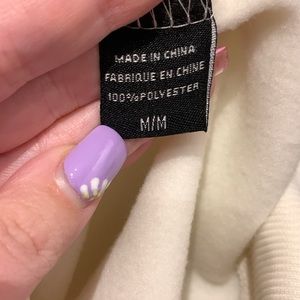 MADE IN CHINA
FABRIQUE EN CHINE
100%POLYESTER
M/M